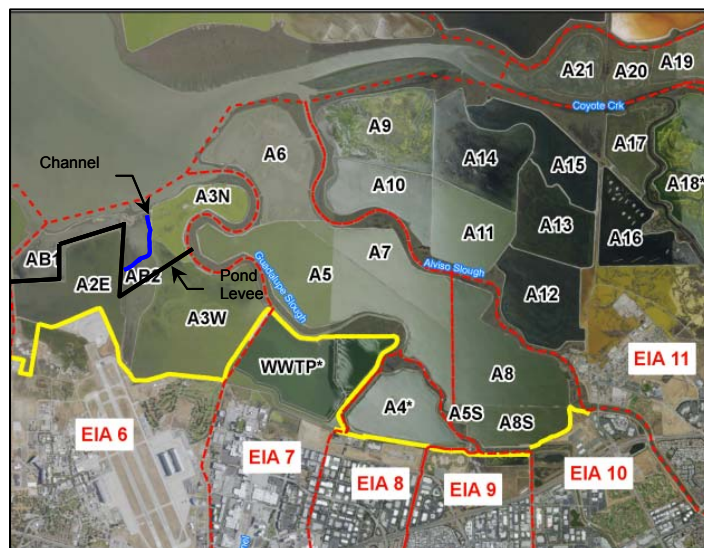 A21
A20
A19
Coyote Crk
A9
A6
A14
A17
A15
Channel
A3N
A10
A18*
A11
A13
A16
A7
AB1
A5
Guadalupe Slough
Alviso Slough
A2E
AB2
Pond
Levee
A12
A3W
WWTP*
A8
EIA 11
A4*
A5S
A8S
EIA 6
EIA 7
EIA 8
EIA 9
EIA 10